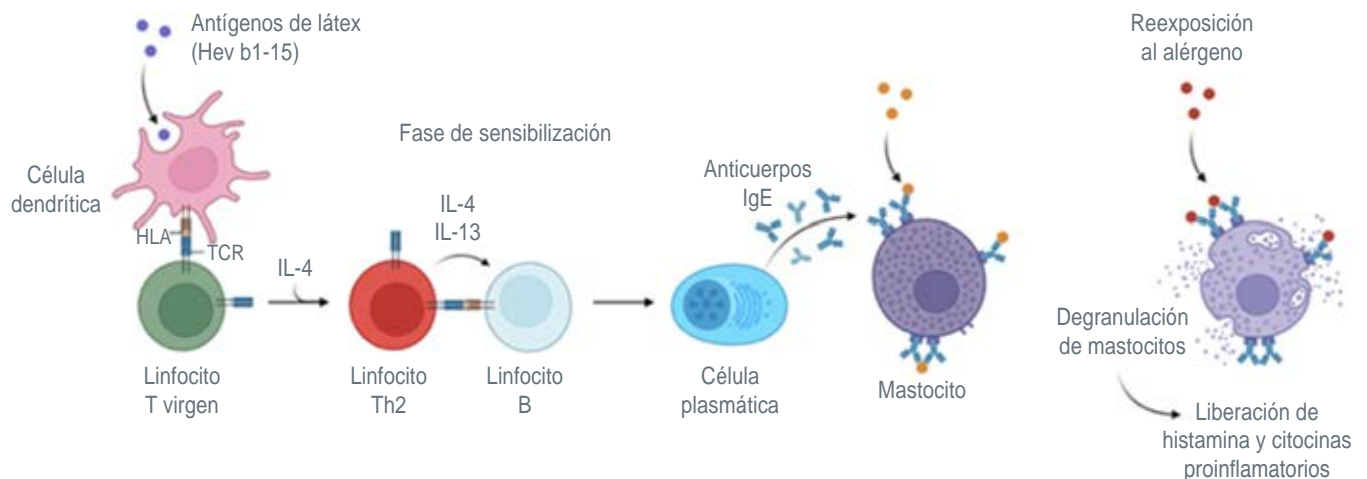 Antígenos de látex
(Hev b1-15)
Célula
dendrítica
HLA
TCR
Linfocito
T virgen
IL-4
Fase de sensibilización
IL-4
IL-13
Linfocito
Th2
Linfocito
B
Célula
plasmática
Anticuerpos
IgE
Mastocito
Reexposición
al alérgeno
Degranulación
de mastocitos
Liberación de
histamina y citocinas
proinflamatorios